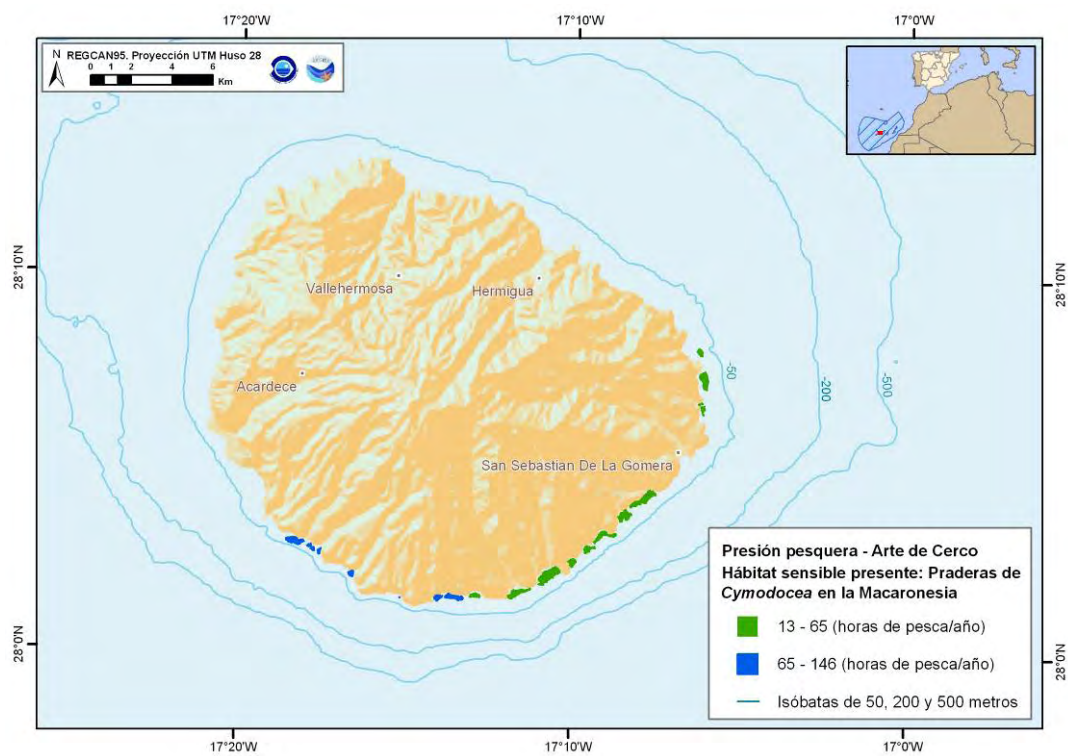 17°20'W 17°10'W 17°0'W
N REGCAN95. Proyección UTM Huso 28
0 1 2 4 6
Km
28°10'N
28°10'N
Vallehermosa
Hermigua
Acardece
-50
-200
-500
San Sebastian De La Gomera
Presión pesquera - Arte de Cerco
Hábitat sensible presente: Praderas de
Cymodocea en la Macaronesia
13 - 65 (horas de pesca/año)
65 - 146 (horas de pesca/año)
Isóbatas de 50, 200 y 500 metros
28°0'N
28°0'N
17°20'W 17°10'W 17°0'W